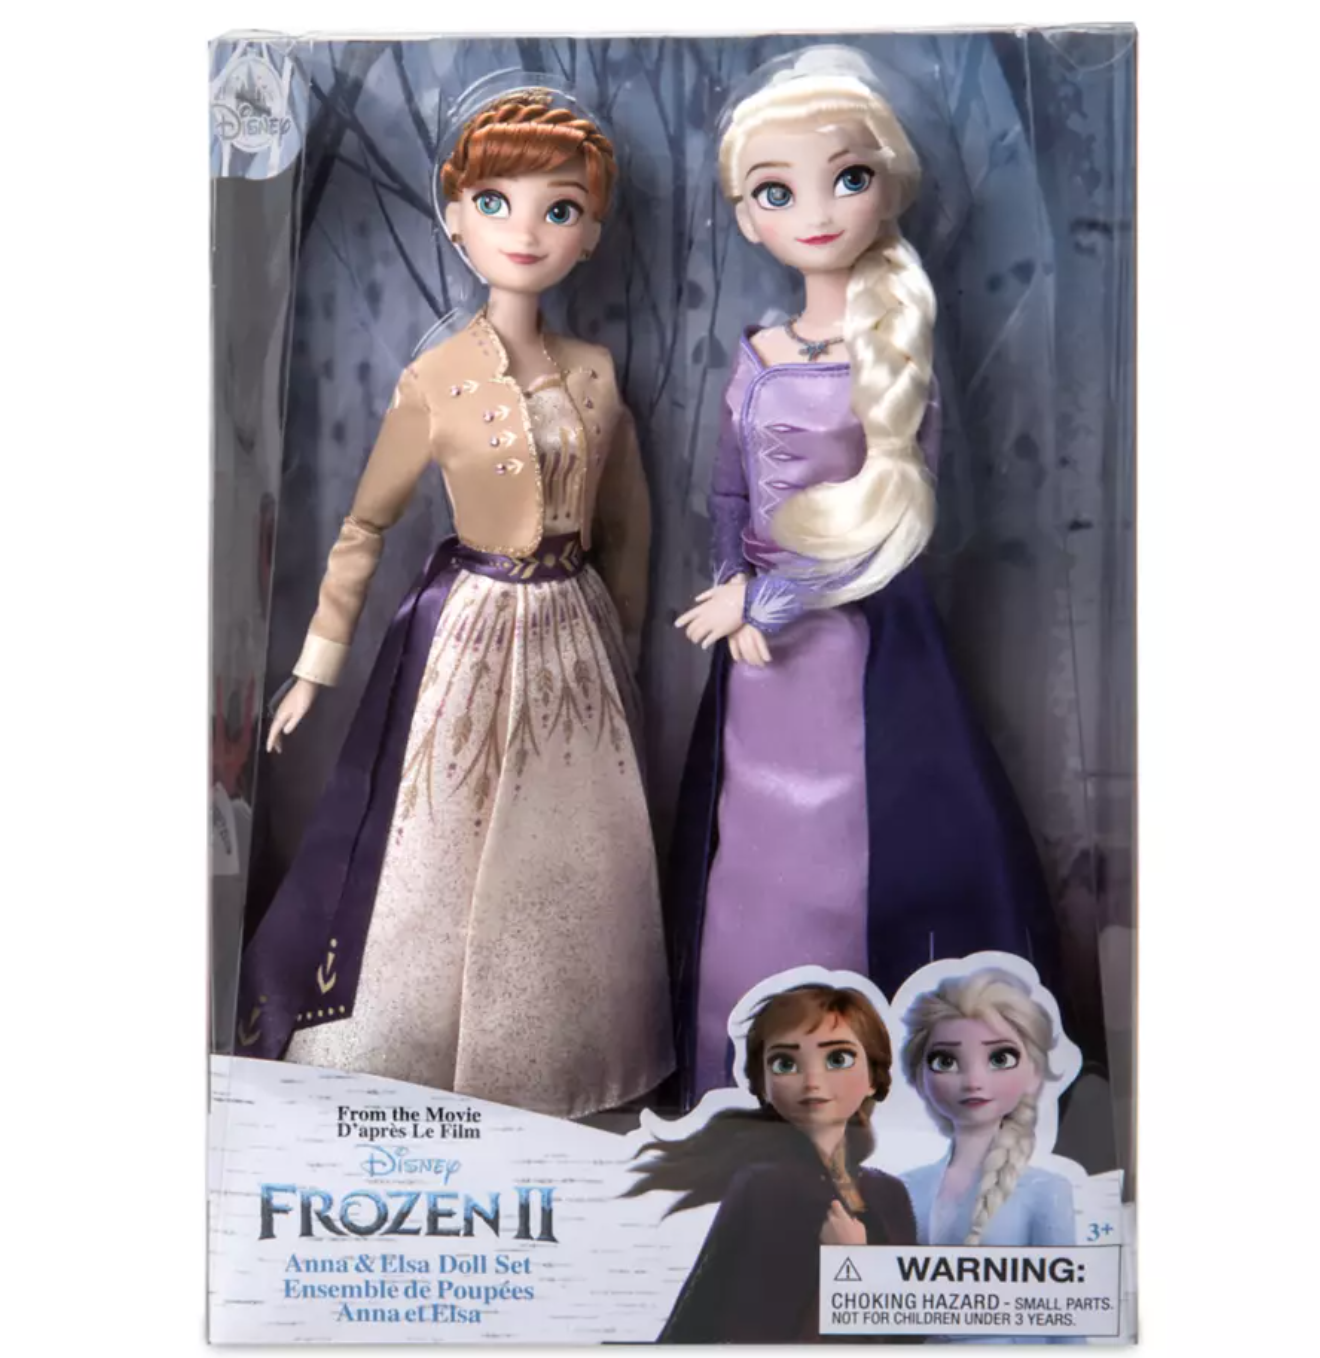 Disney
From the Movie
D'après Le Film
Disney
FROZEN II
Anna & Elsa Doll Set
Ensemble de Poupées
Anna et Elsa
3+
WARNING:
CHOKING HAZARD - SMALL PARTS.
NOT FOR CHILDREN UNDER 3 YEARS.